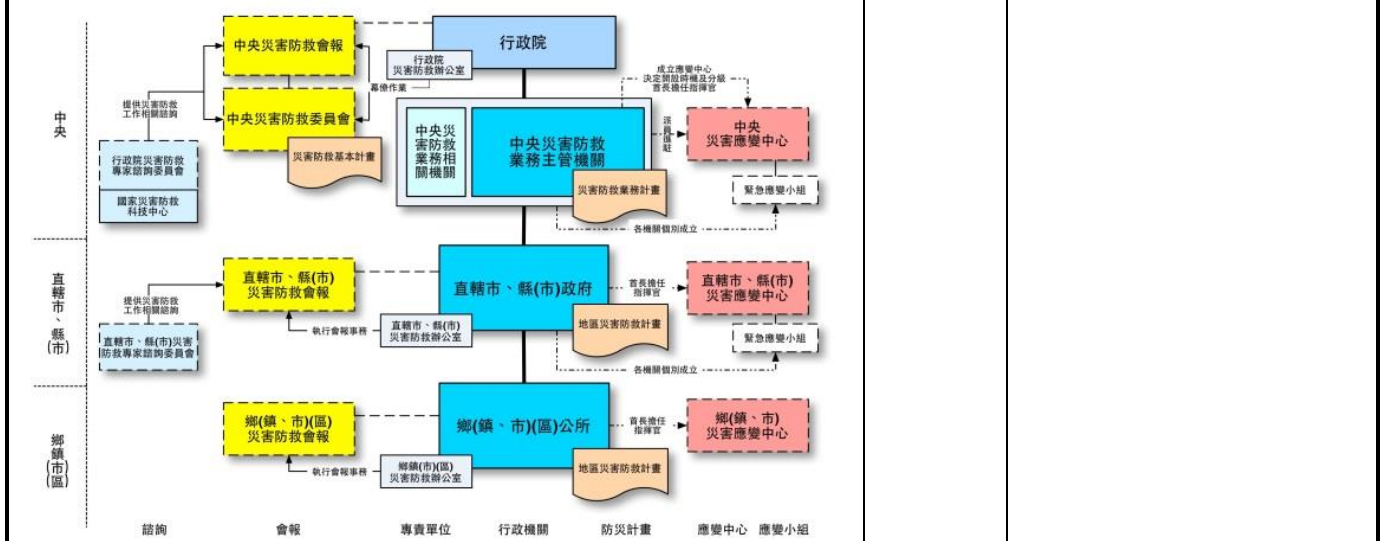 中央
提供災害防救
工作相關諮詢
行政院災害防救
專家諮詢委員會
國家災害防救
科技中心
中央災害防救會報
中央災害防救委員會
災害防救基本計畫
行政院
行政院
災害防救辦公室
幕僚作業
中央災
害防救
業務相
關機關
中央災害防救
業務主管機關
災害防救業務計畫
成立應變中心
決定開設時機及分級
首長擔任指揮官
派員進駐
中央
災害應變中心
緊急應變小組
各機關個別成立
直轄市、縣(市)
提供災害防救
工作相關諮詢
直轄市、縣(市)災害
防救專家諮詢委員會
直轄市、縣(市)
災害防救會報
執行會報事務
直轄市、縣(市)
災害防救辦公室
直轄市、縣(市)政府
地區災害防救計畫
首長擔任
指揮官
直轄市、縣(市)
災害應變中心
緊急應變小組
各機關個別成立
鄉鎮(市)(區)
鄉(鎮、市)(區)
災害防救會報
執行會報事務
鄉鎮(市)(區)
災害防救辦公室
鄉(鎮、市)(區)公所
地區災害防救計畫
首長擔任
指揮官
鄉(鎮、市)
災害應變中心
諮詢 會報 專責單位 行政機關 防災計畫 應變中心 應變小組